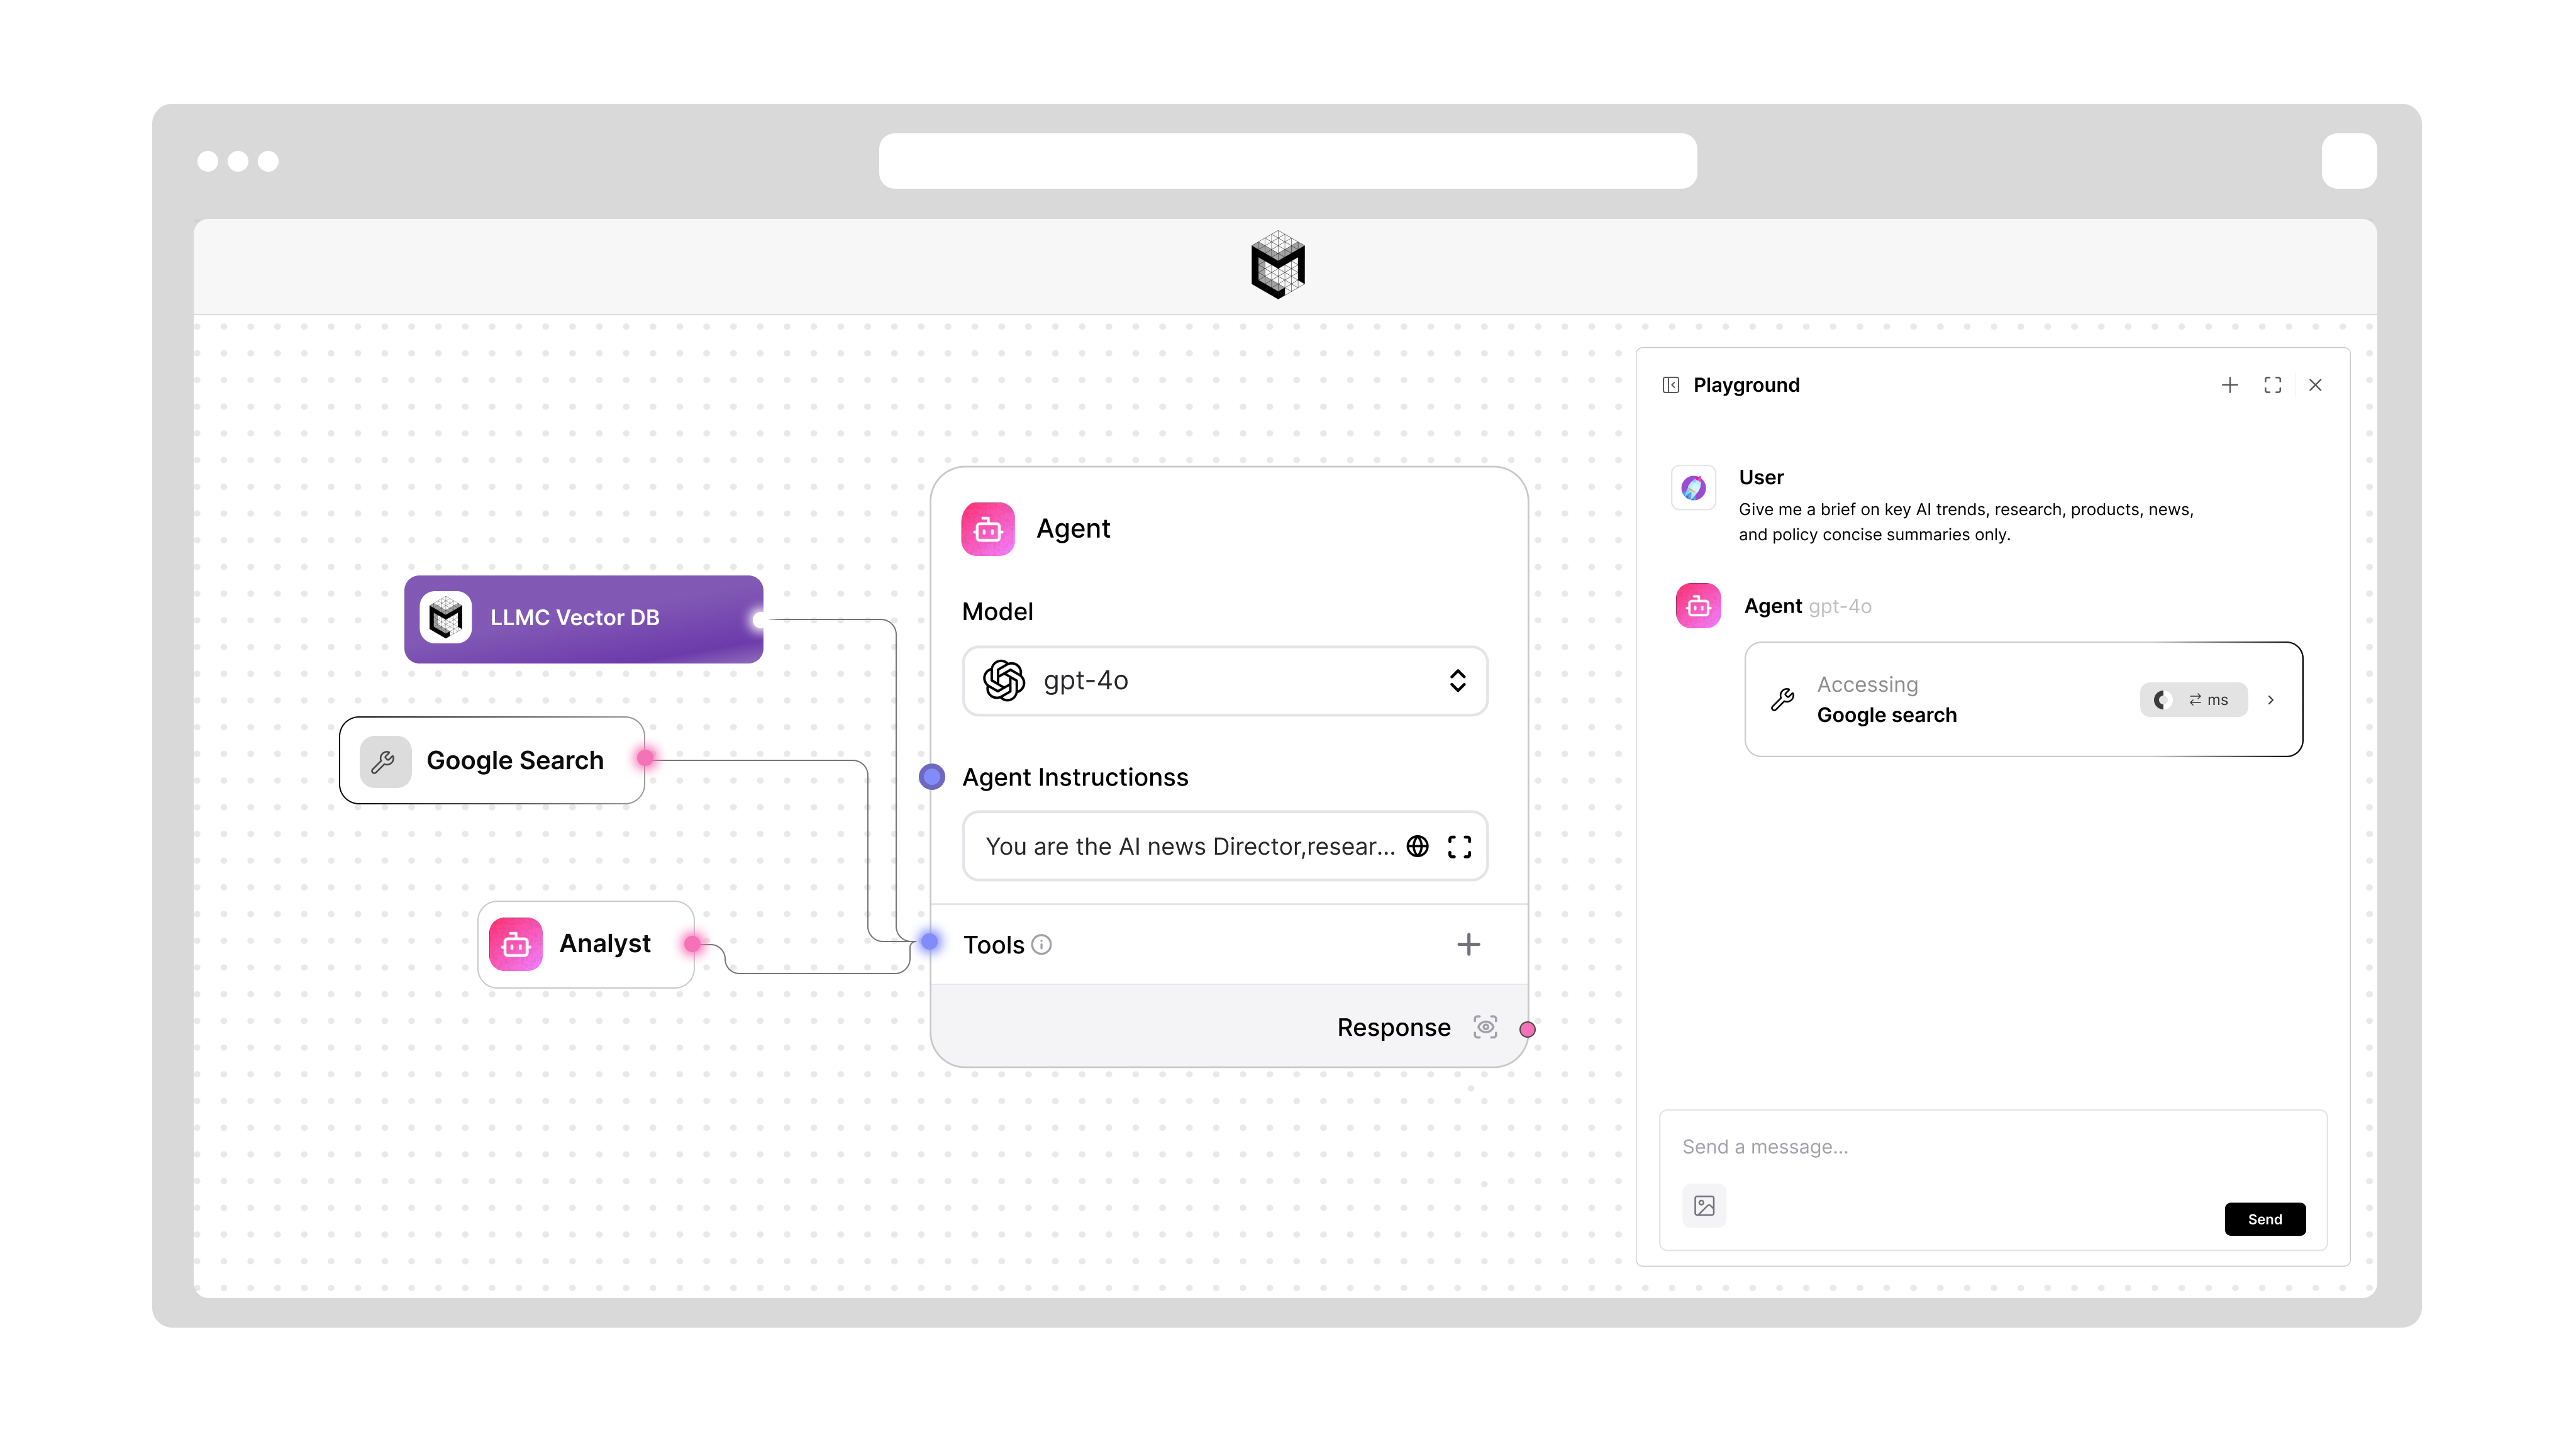 LLMC Vector DB
Google Search
Analyst
Agent
Model
gpt-4o
Agent Instructionss
You are the AI news Director,resear...
Tools
Response
Playground
User
Give me a brief on key AI trends, research, products, news,
and policy concise summaries only.
Agent gpt-4o
Accessing
Google search
ms
Send a message...
Send